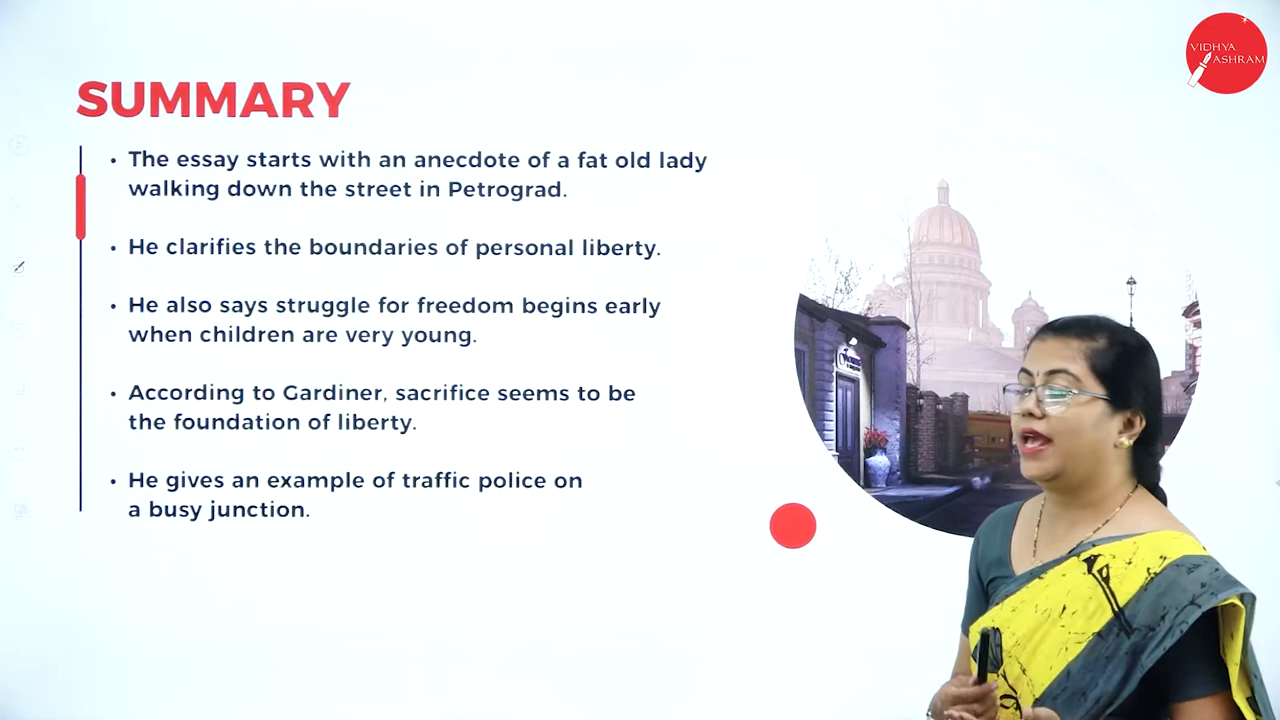 VIDHYA
ASHRAM
SUMMARY
• The essay starts with an anecdote of a fat old lady
walking down the street in Petrograd.
• He clarifies the boundaries of personal liberty.
• He also says struggle for freedom begins early
when children are very young.
• According to Gardiner, sacrifice seems to be
the foundation of liberty.
• He gives an example of traffic police on
a busy junction.